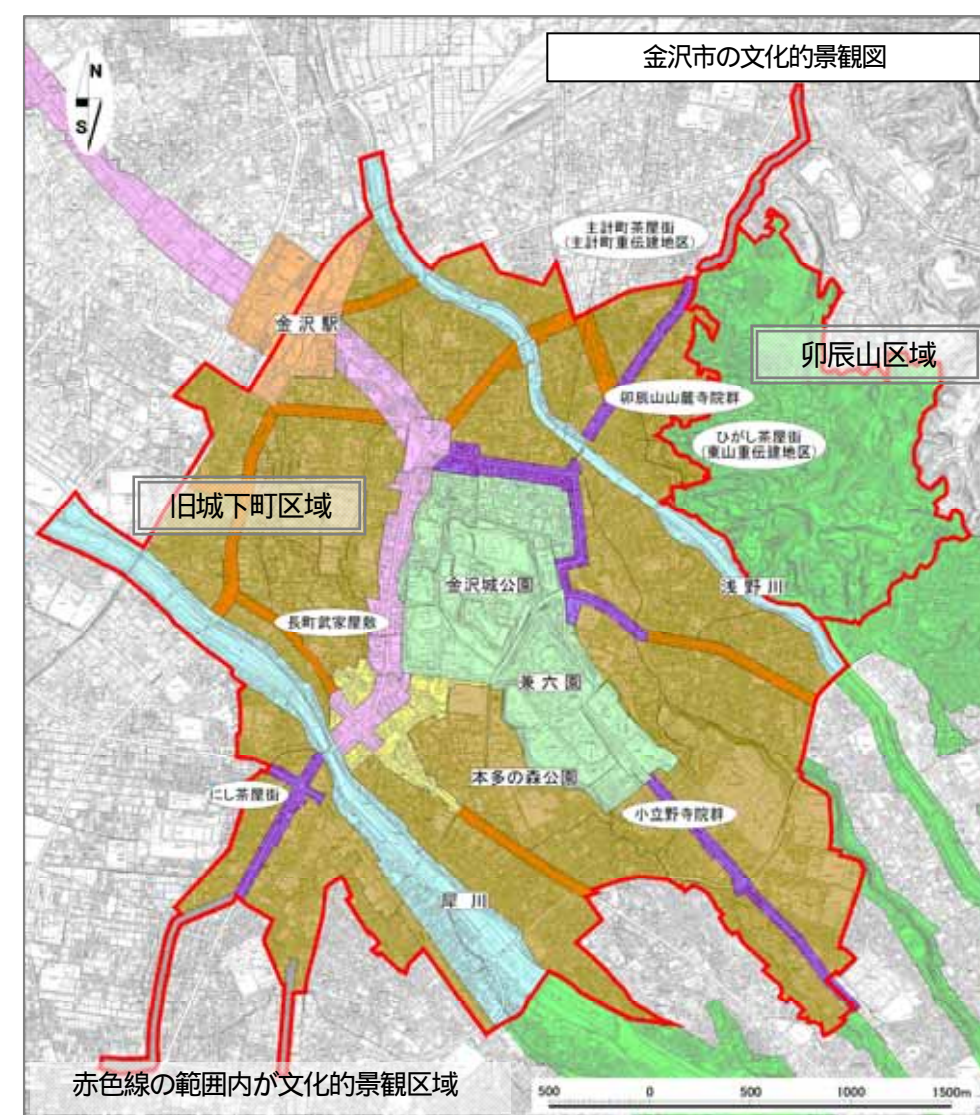 金沢市の文化的景観図
N
S
主計町茶屋街
(主計町重伝建地区)
金沢駅
卯辰山区域
卯辰山山麓寺院群
ひがし茶屋街
(東山重伝建地区)
旧城下町区域
金沢城公園
浅野川
長町武家屋敷
兼六園
本多の森公園
にし茶屋街
小立野寺院群
犀川
赤色線の範囲内が文化的景観区域
500 0 500 1000 1500m